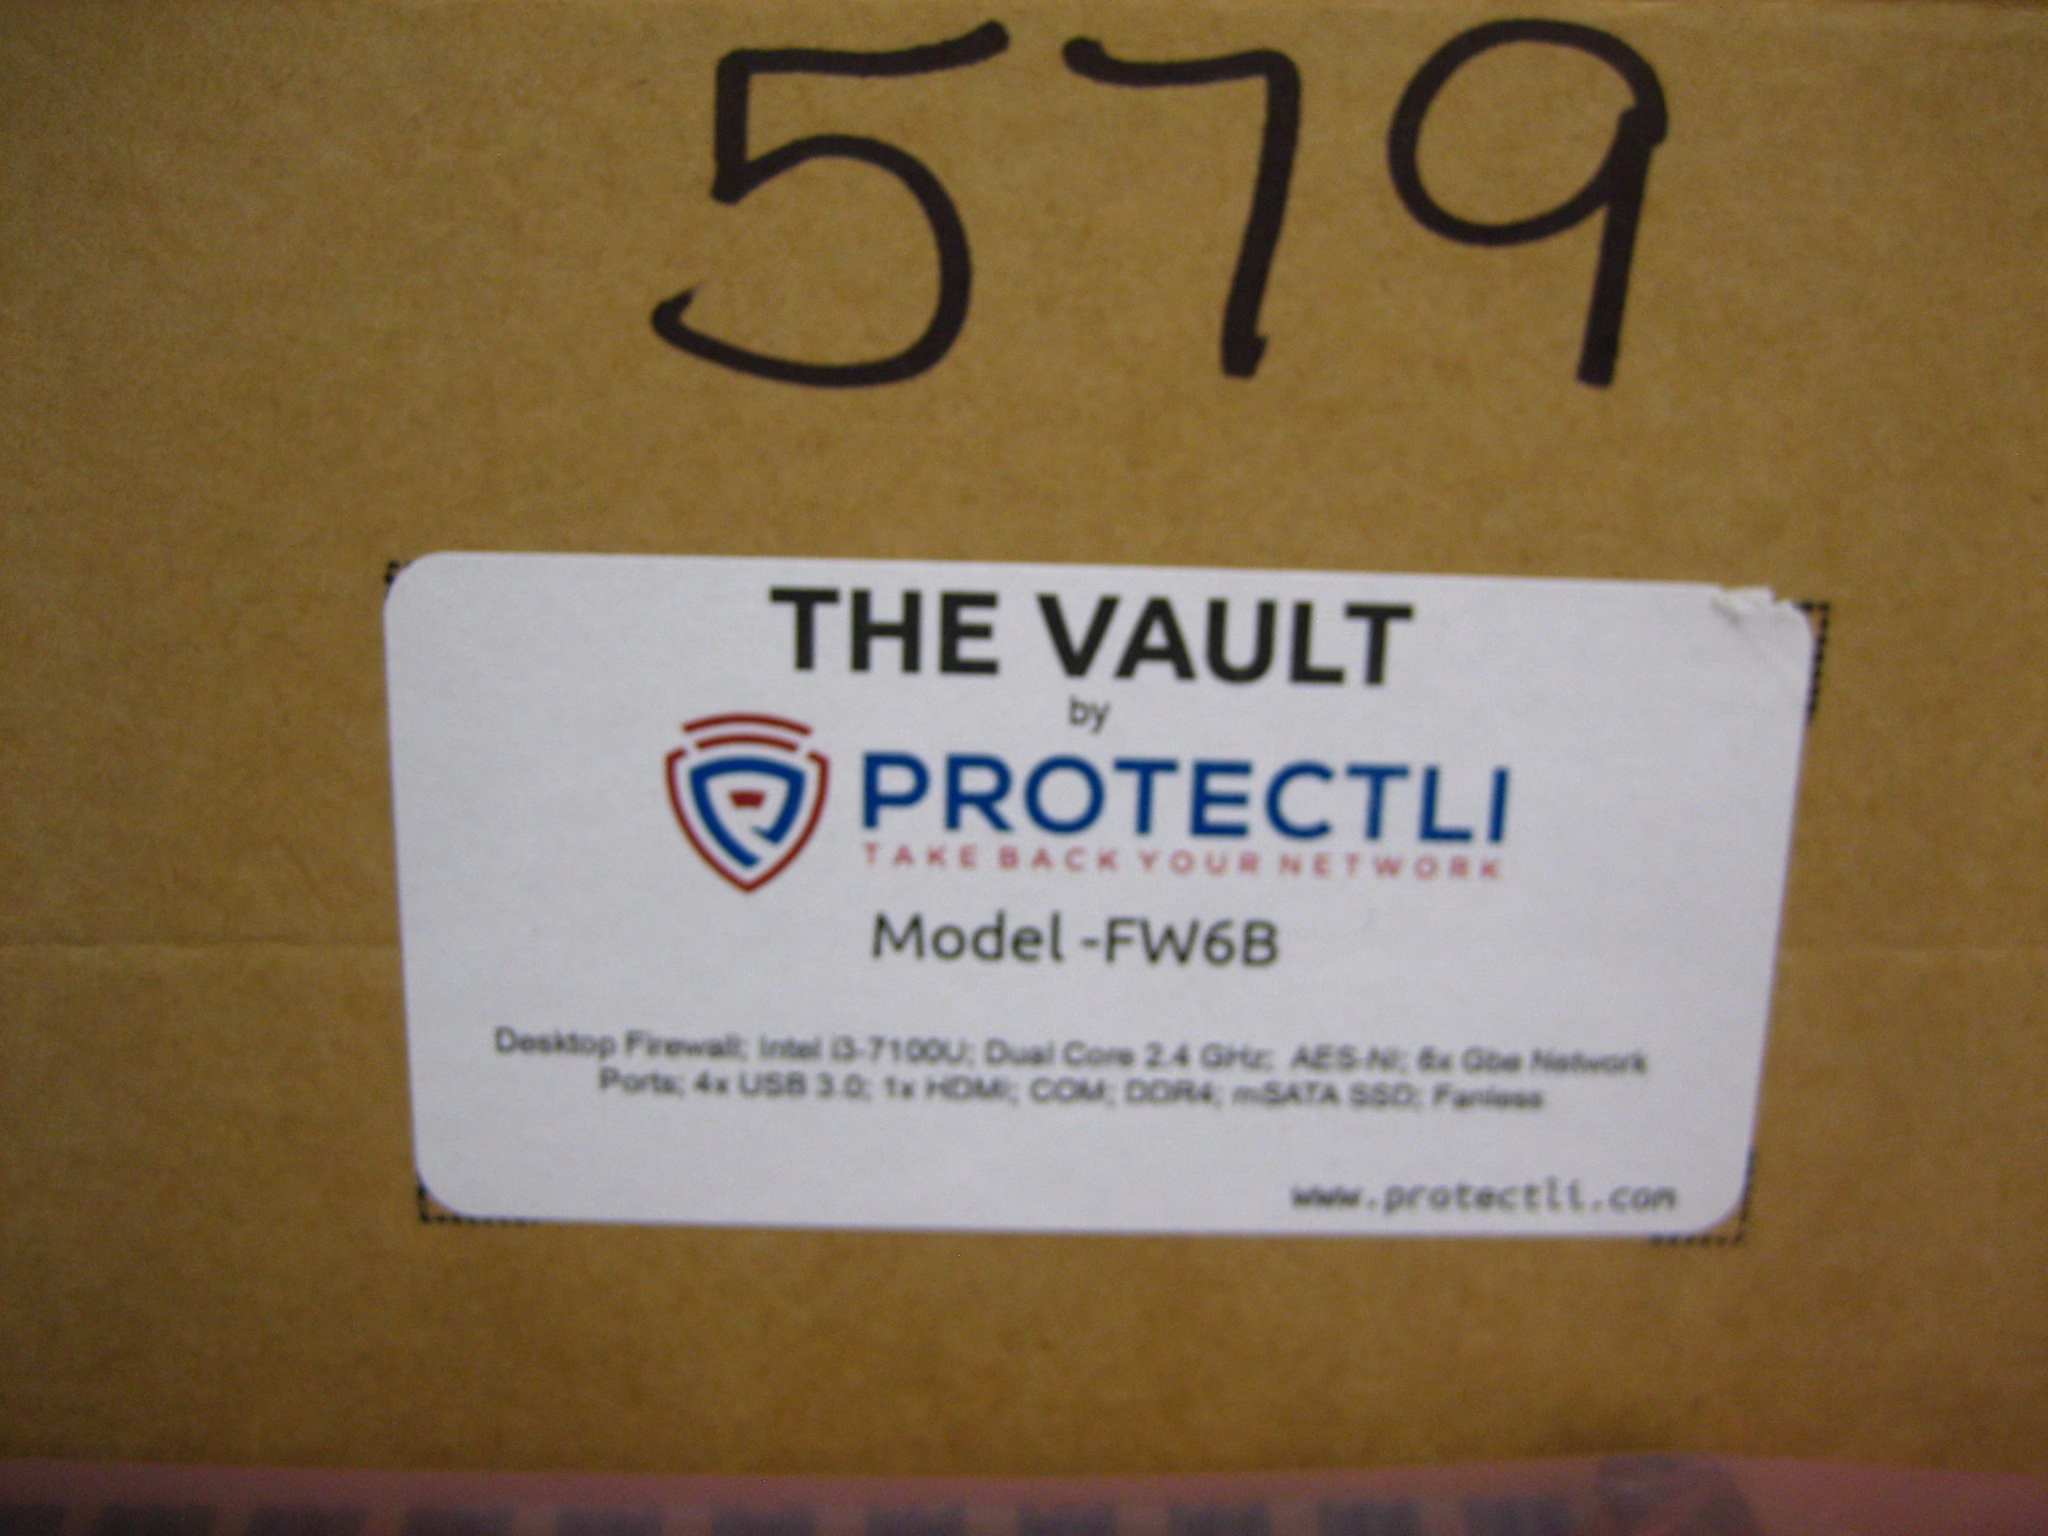 579
THE VAULT
by
PROTECTLI
TAKE BACK YOUR NETWORK
Model -FW6B
Desktop Firewall; Intel i3-7100U; Dual Core 2.4 GHz; AES-NI; 6x Gbe Network
Ports; 4x USB 3.0; 1x HDMI; COM; DDR4; mSATA SSD; Fanless
www.protectli.com